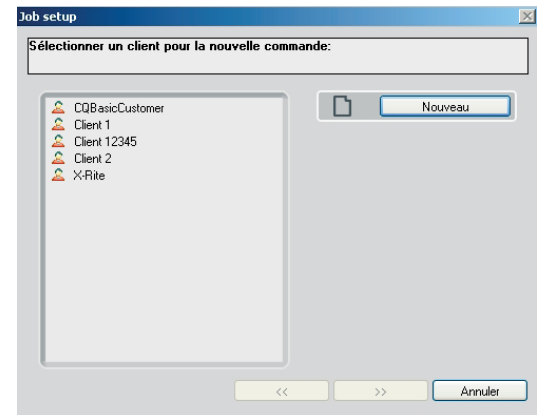 Job setup
Sélectionner un client pour la nouvelle commande:
CQBasicCustomer
Client 1
Client 12345
Client 2
X-Rite
Nouveau
<<
>>
Annuler